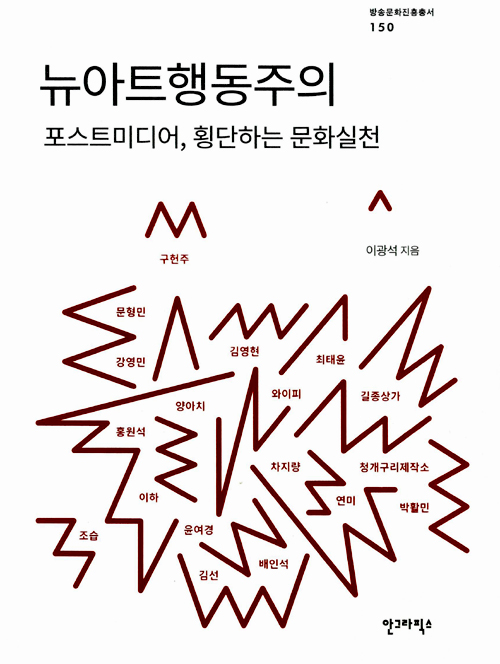 방송문화진흥총서
150
뉴아트행동주의
포스트미디어, 횡단하는 문화실천
이광석 지음
구헌주
문형민
강영민
김영현
최태윤
양아치
와이피
길종상가
홍원석
차지량
청개구리제작소
이하
연미
박활민
조습
윤여경
김선
배인석
안그라픽스